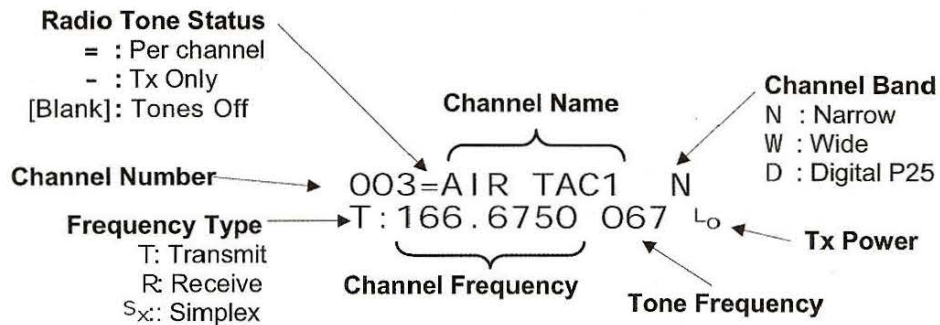 Radio Tone Status
= : Per channel
- : Tx Only
[Blank]: Tones Off
Channel Name
Channel Band
N : Narrow
W : Wide
D : Digital P25
Channel Number
003=AIR TAC1 N
T:166.6750 067 Lo
Frequency Type
T: Transmit
R: Receive
Sx:: Simplex
Channel Frequency
Tx Power
Tone Frequency